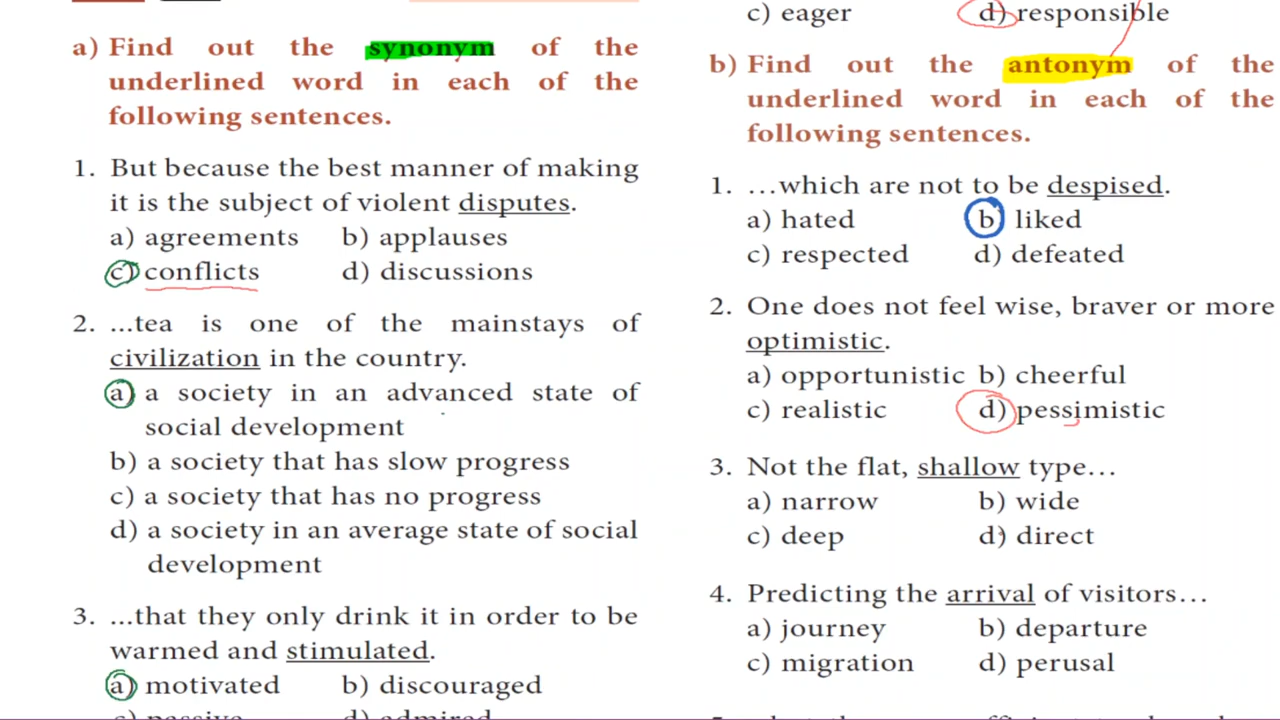 a) Find out the synonym of the
underlined word in each of the
following sentences.
1. But because the best manner of making
it is the subject of violent disputes.
a) agreements b) applauses
c) conflicts d) discussions
2. ...tea is one of the mainstays of
civilization in the country.
a) a society in an advanced state of
social development
b) a society that has slow progress
c) a society that has no progress
d) a society in an average state of social
development
3. ...that they only drink it in order to be
warmed and stimulated.
a) motivated b) discouraged
c) passive d) admired
c) eager d) responsible
b) Find out the antonym of the
underlined word in each of the
following sentences.
1. …which are not to be despised.
a) hated b) liked
c) respected d) defeated
2. One does not feel wise, braver or more
optimistic.
a) opportunistic b) cheerful
c) realistic d) pessimistic
3. Not the flat, shallow type…
a) narrow b) wide
c) deep d) direct
4. Predicting the arrival of visitors…
a) journey b) departure
c) migration d) perusal